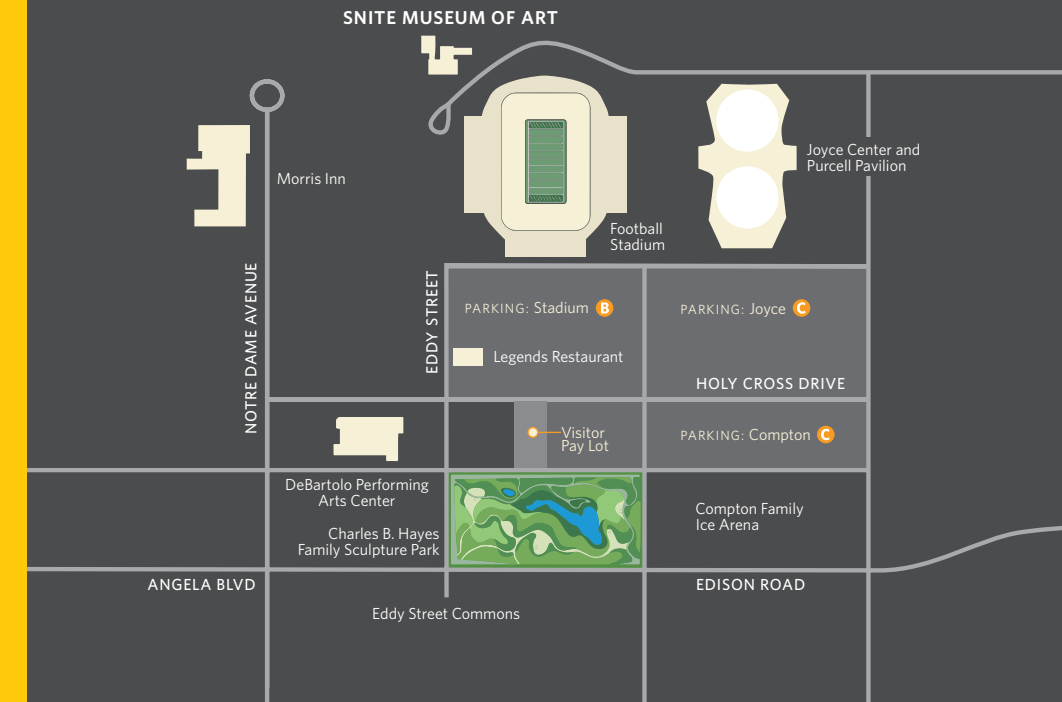 SNITE MUSEUM OF ART
Joyce Center and
Purcell Pavilion
Morris Inn
Football
Stadium
NOTRE DAME AVENUE
EDDY STREET
PARKING: Stadium B
PARKING: Joyce C
Legends Restaurant
HOLY CROSS DRIVE
Visitor
Pay Lot
PARKING: Compton C
DeBartolo Performing
Arts Center
Charles B. Hayes
Family Sculpture Park
Compton Family
Ice Arena
ANGELA BLVD
EDISON ROAD
Eddy Street Commons